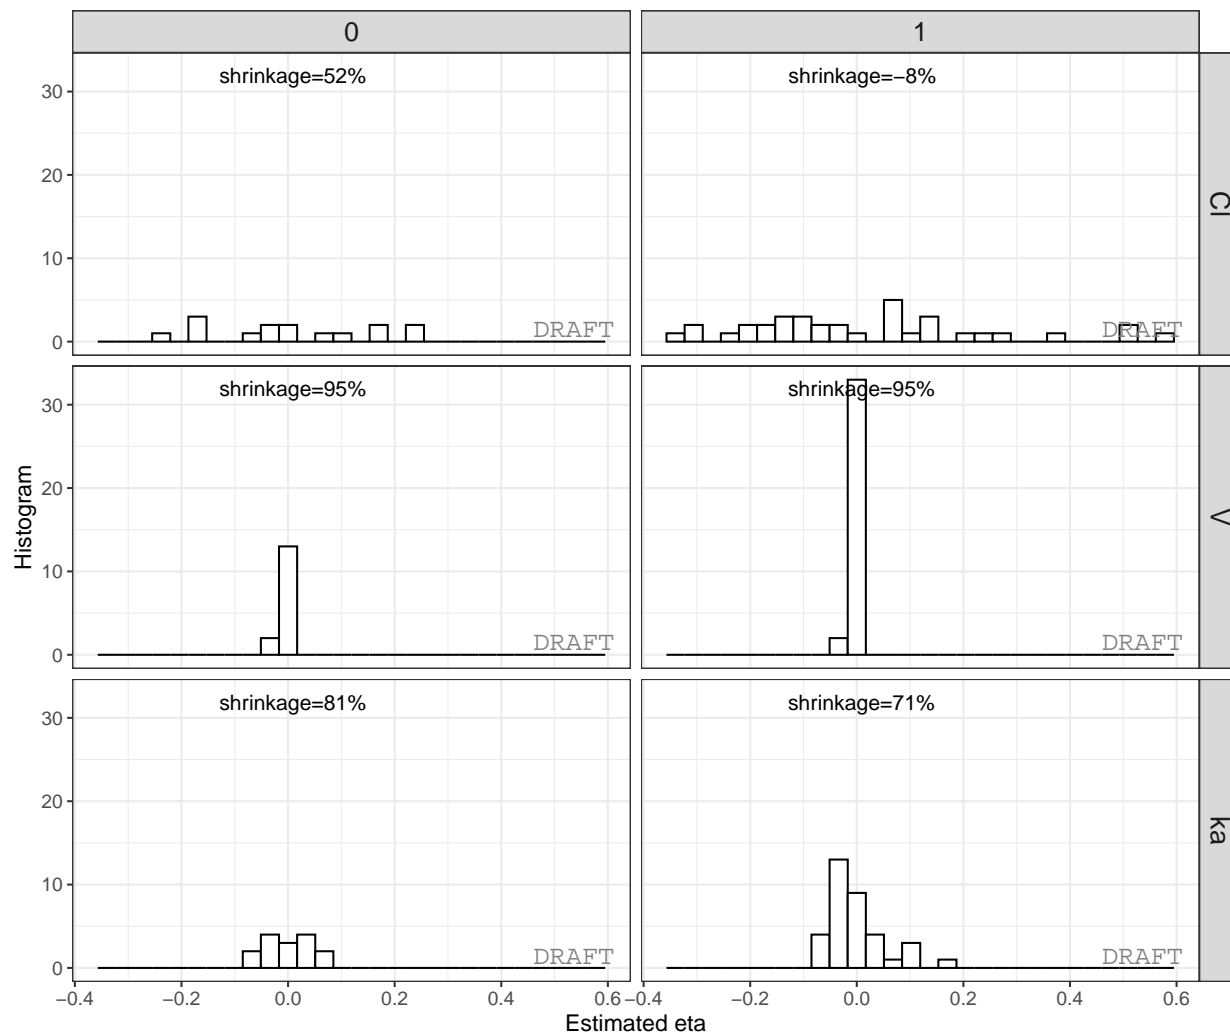 0 1
shrinkage=52% shrinkage=−8%
30
20
10
0
DRAFT DRAFT
Cl
shrinkage=95% shrinkage=95%
30
20
10
0
DRAFT DRAFT
V
shrinkage=81% shrinkage=71%
30
20
10
0
DRAFT DRAFT
ka
Histogram
−0.4 −0.2 0.0 0.2 0.4 0.6 −0.4 −0.2 0.0 0.2 0.4 0.6
Estimated eta